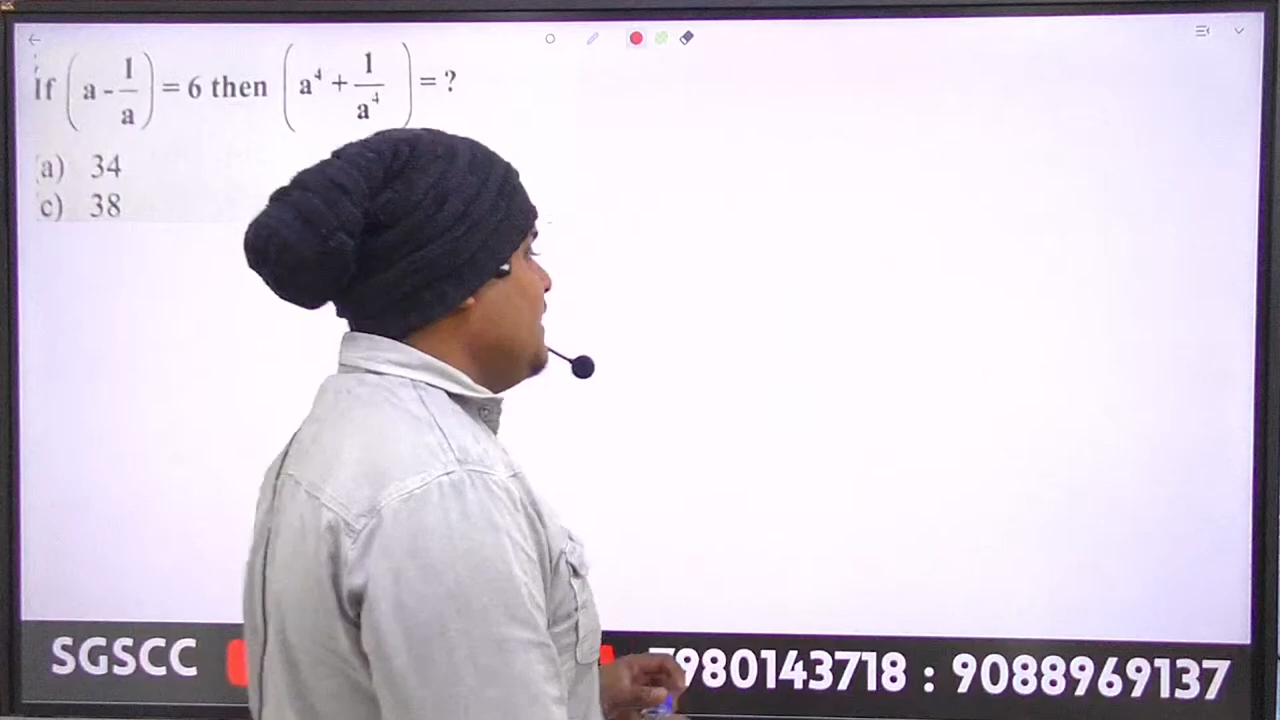 If (a - 1/a) = 6 then (a⁴ + 1/a⁴) = ?
a) 34
c) 38
SGSCC 7980143718 : 9088969137